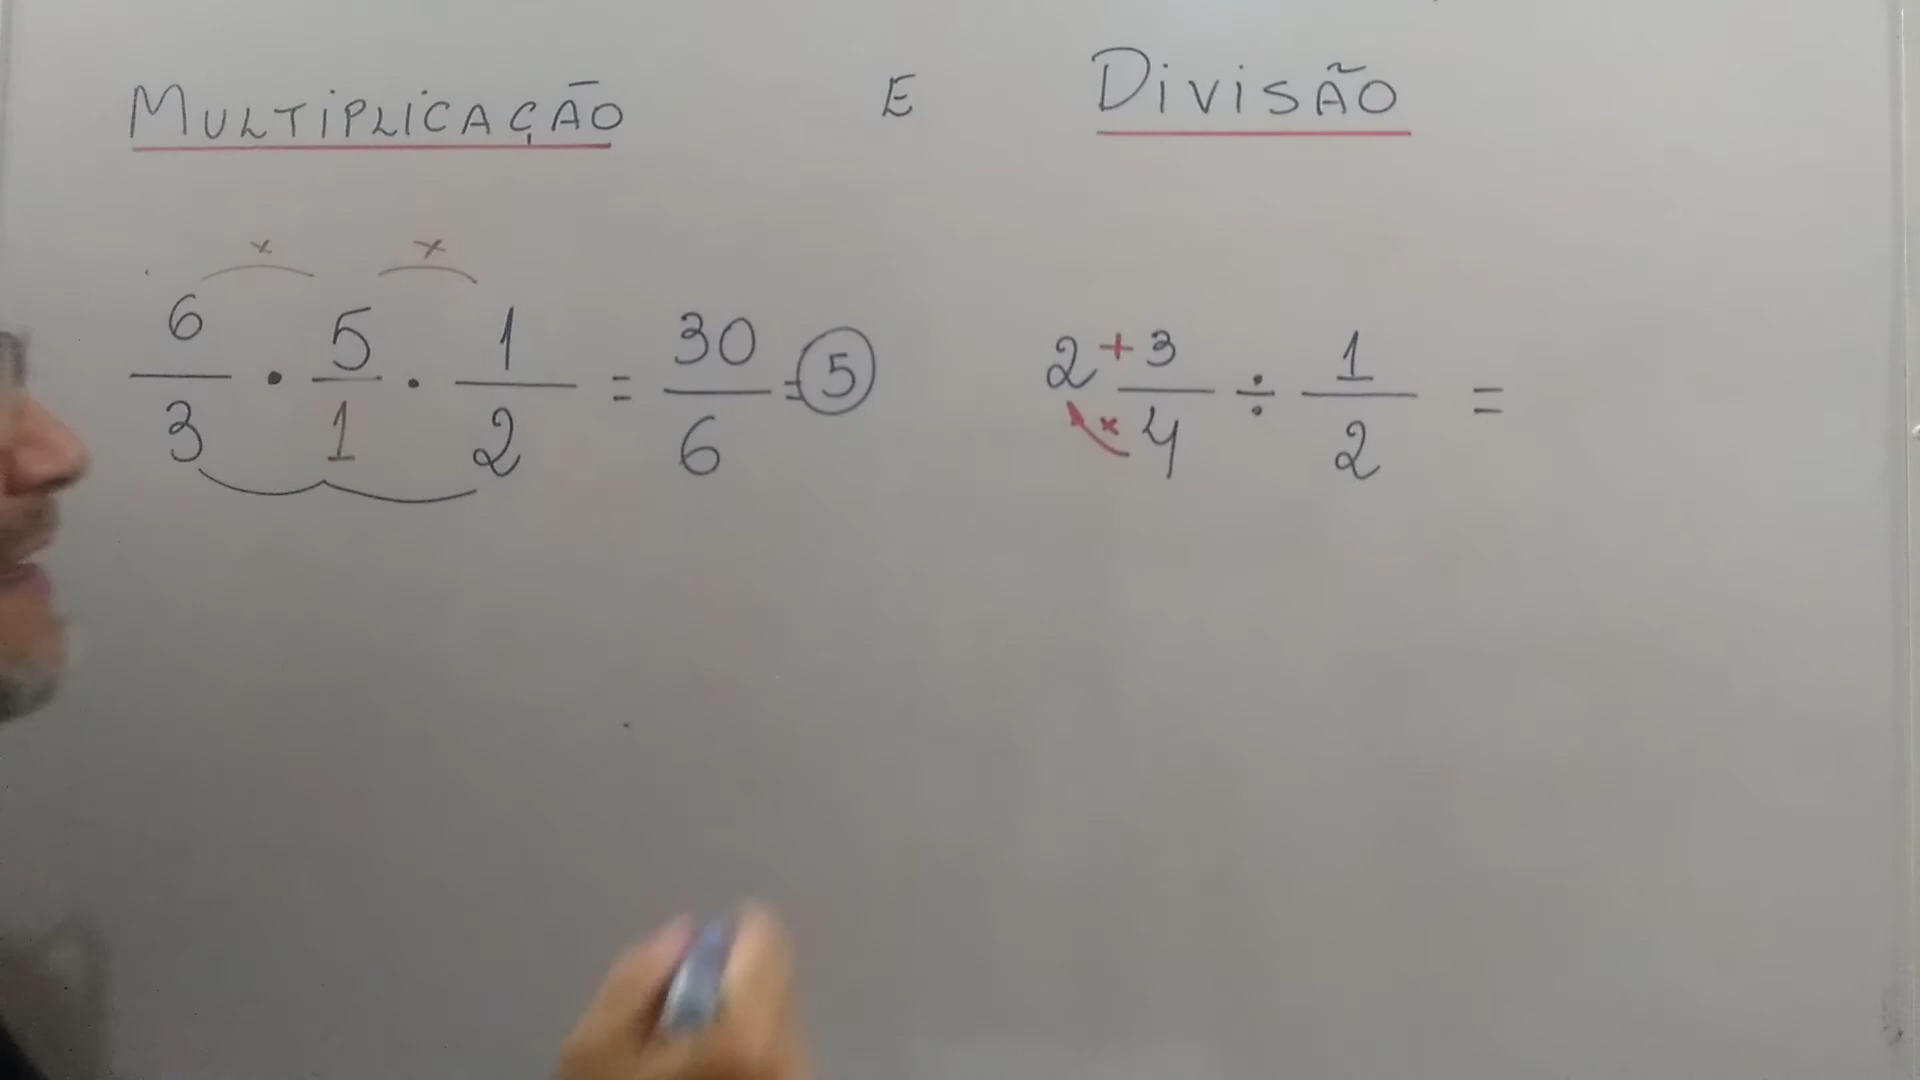 MULTIPLICAÇÃO E DIVISÃO
x x
6/3 · 5/1 · 1/2 = 30/6 = 5
2 + 3/4 ÷ 1/2 =
x